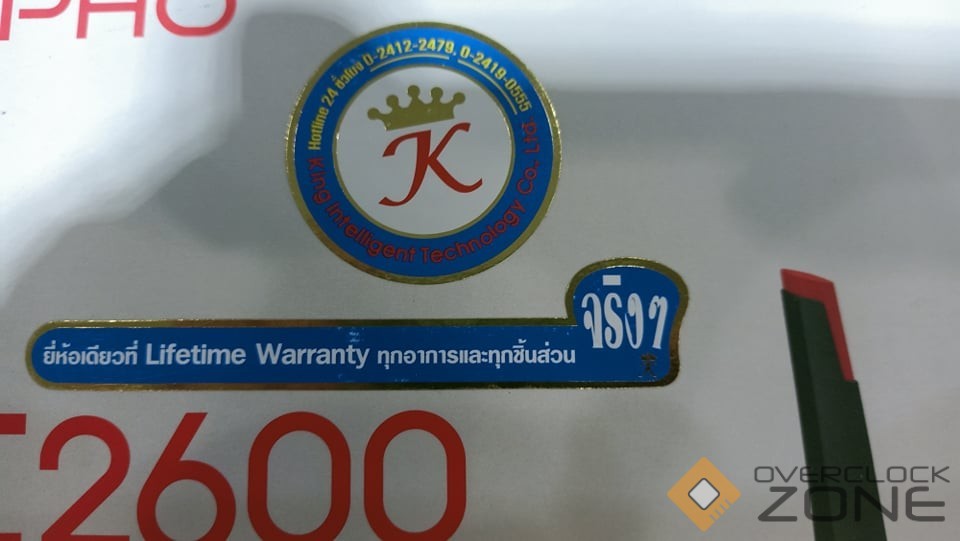 PHO
Hotline 24 ชั่วโมง 0-2412-2479, 0-2419-0555
K
King Intelligent Technology Co., Ltd.
จริงๆ
ยี่ห้อเดียวที่ Lifetime Warranty ทุกอาการและทุกชิ้นส่วน
2600
OVERCLOCK
ZONE